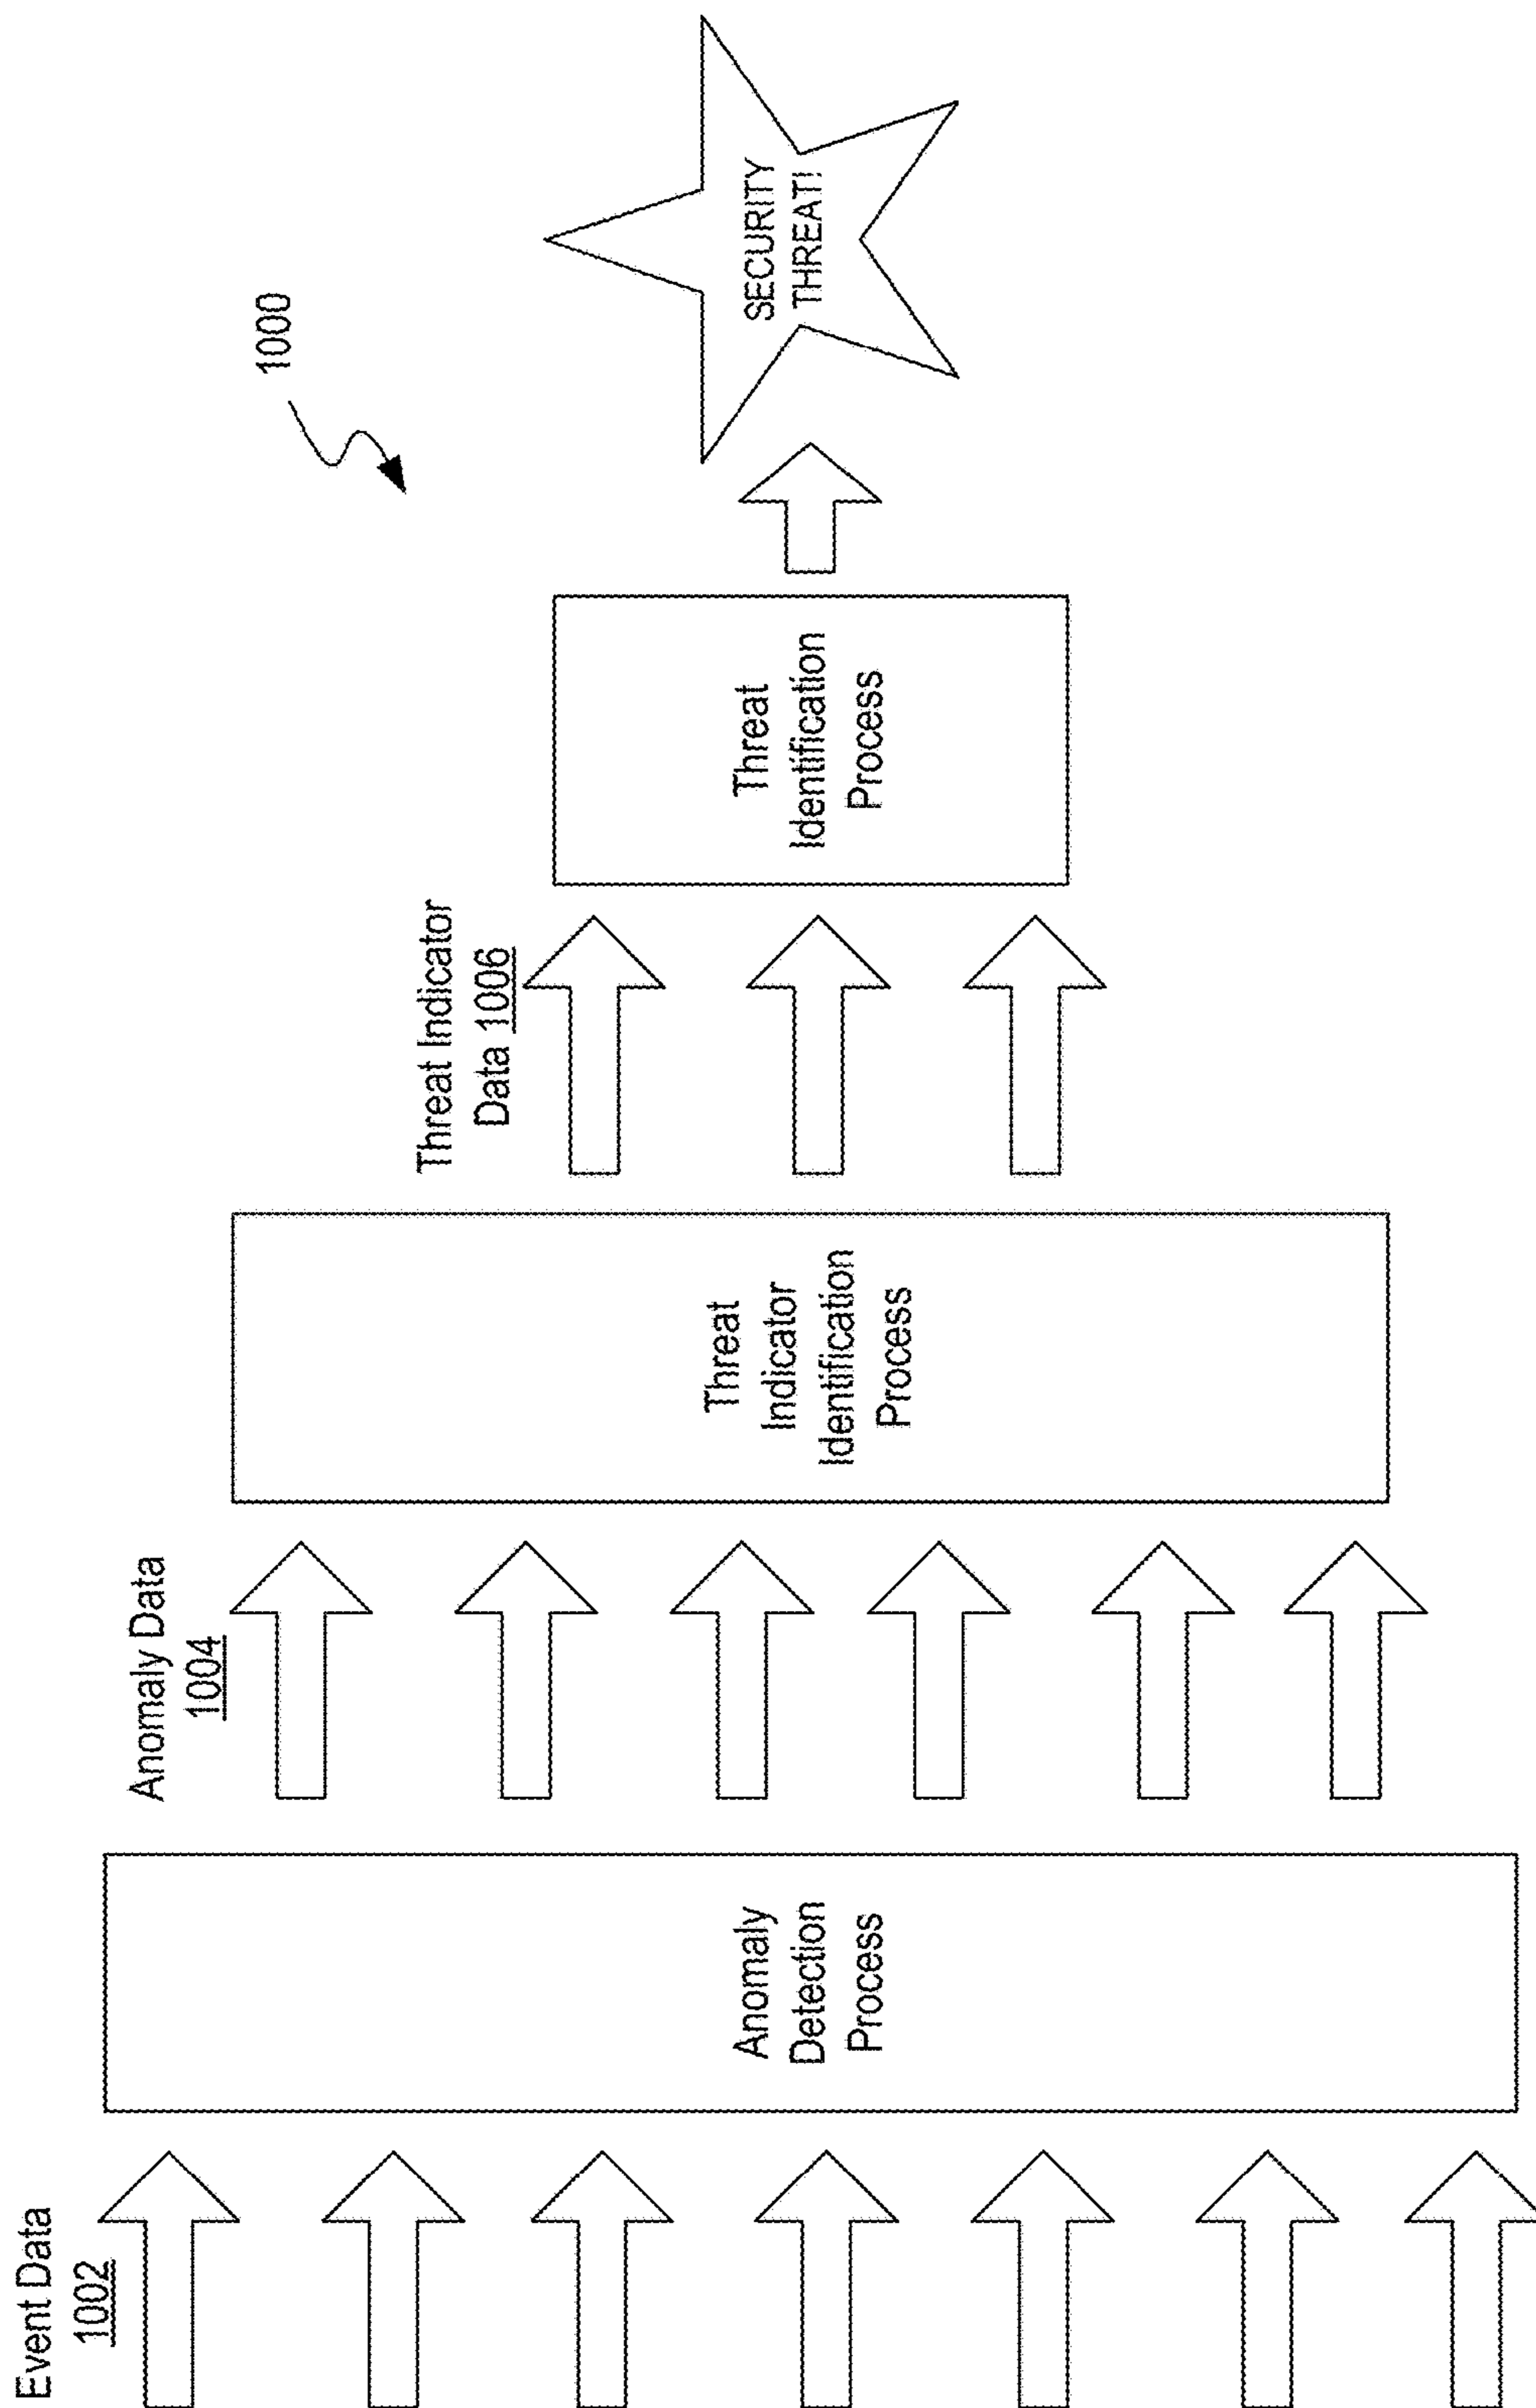 1000
Event Data
1002
Anomaly
Detection
Process
Anomaly Data
1004
Threat
Indicator
Identification
Process
Threat Indicator
Data 1006
Threat
Identification
Process
SECURITY
THREAT!